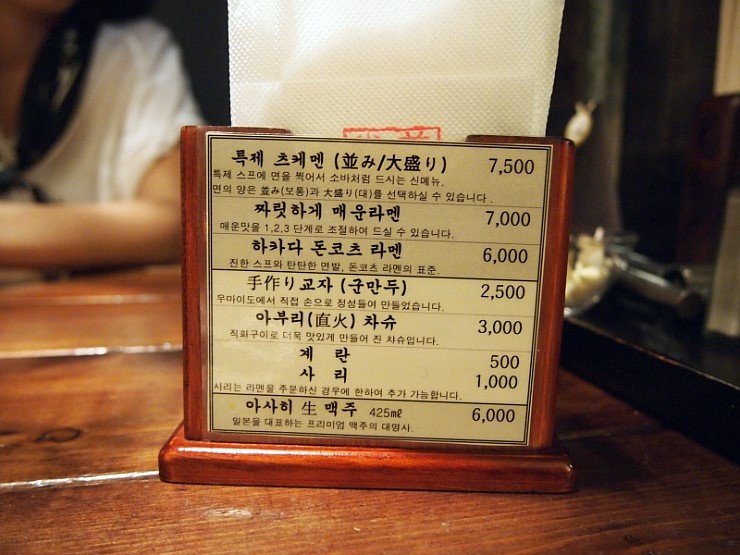 특제 츠케멘 (並み/大盛り) 7,500
특제 스프에 면을 찍어서 소바처럼 드시는 신메뉴.
면의 양은 並み(보통)과 大盛り(대)를 선택하실 수 있습니다.
짜릿하게 매운라멘 7,000
매운맛을 1,2,3 단계로 조절하여 드실 수 있습니다.
하카다 돈코츠 라멘 6,000
진한 스프와 탄탄한 면발, 돈코츠 라멘의 표준.
手作り교자 (군만두) 2,500
우마이도에서 직접 손으로 정성들여 만들었습니다.
아부리(直火) 차슈 3,000
직화구이로 더욱 맛있게 만들어 진 챠슈입니다.
계 란 500
사 리 1,000
사리는 라멘을 주문하신 경우에 한하여 추가 가능합니다.
아사히 生 맥주 425㎖ 6,000
일본을 대표하는 프리미엄 맥주의 대명사.